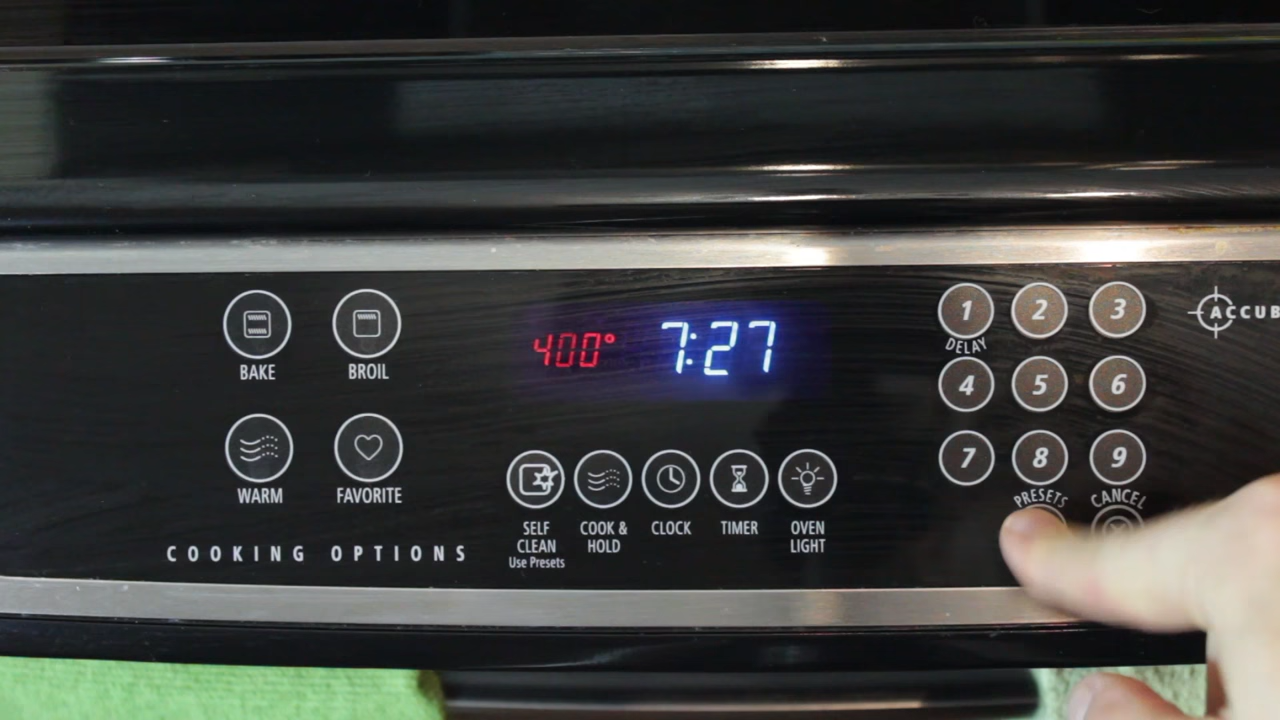 400° 7:27
BAKE BROIL
WARM FAVORITE
COOKING OPTIONS
SELF CLEAN Use Presets
COOK & HOLD
CLOCK
TIMER
OVEN LIGHT
1 2 3
DELAY
4 5 6
7 8 9
PRESETS CANCEL
ACCUB